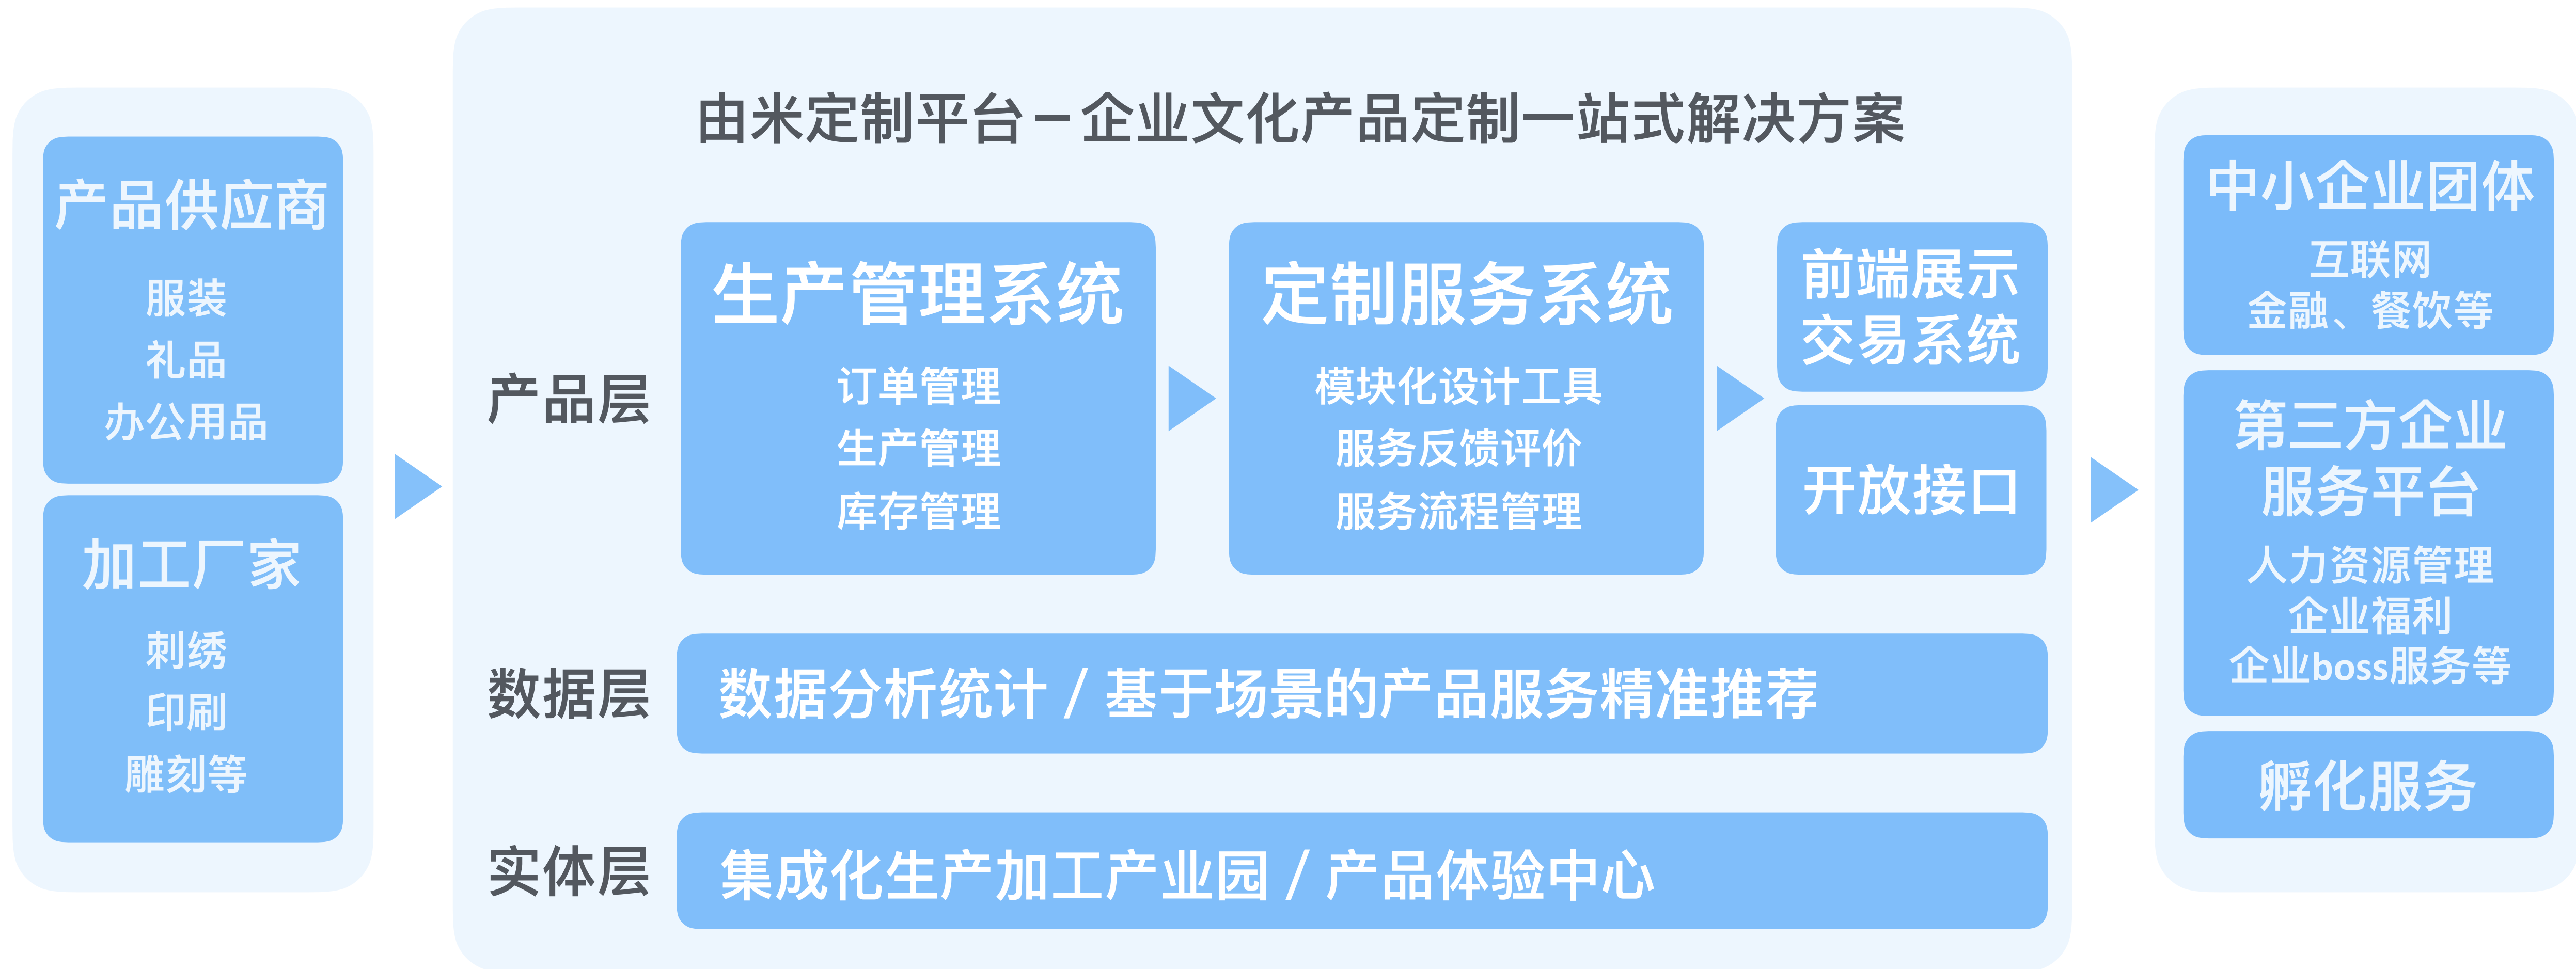 产品供应商
服装
礼品
办公用品
加工厂家
刺绣
印刷
雕刻等
由米定制平台－企业文化产品定制一站式解决方案
产品层
生产管理系统
订单管理
生产管理
库存管理
定制服务系统
模块化设计工具
服务反馈评价
服务流程管理
前端展示
交易系统
开放接口
数据层
数据分析统计 / 基于场景的产品服务精准推荐
实体层
集成化生产加工产业园 / 产品体验中心
中小企业团体
互联网
金融、餐饮等
第三方企业
服务平台
人力资源管理
企业福利
企业boss服务等
孵化服务